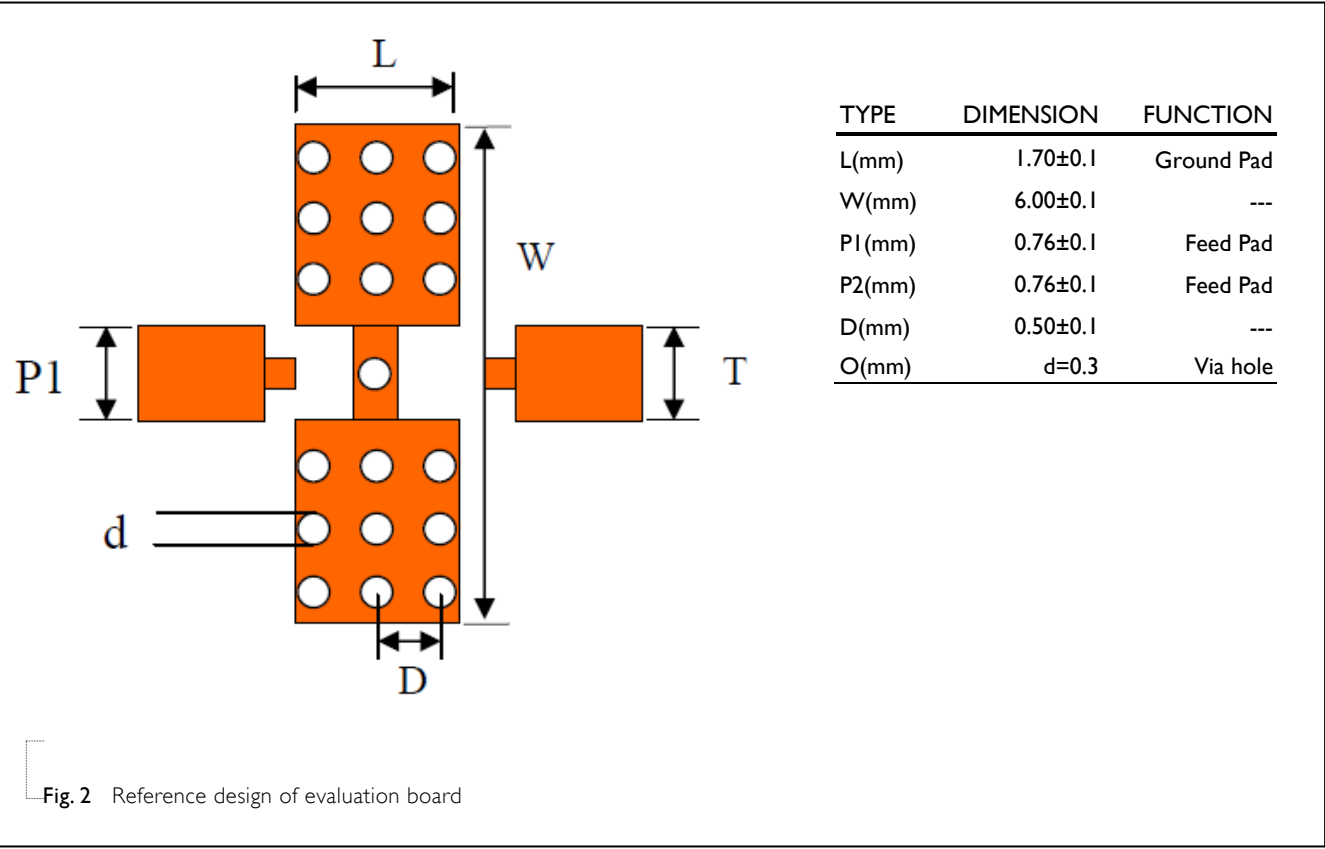 L
W
P1
T
d
D
TYPE DIMENSION FUNCTION
L(mm) 1.70±0.1 Ground Pad
W(mm) 6.00±0.1 ---
P1(mm) 0.76±0.1 Feed Pad
P2(mm) 0.76±0.1 Feed Pad
D(mm) 0.50±0.1 ---
O(mm) d=0.3 Via hole
Fig. 2 Reference design of evaluation board